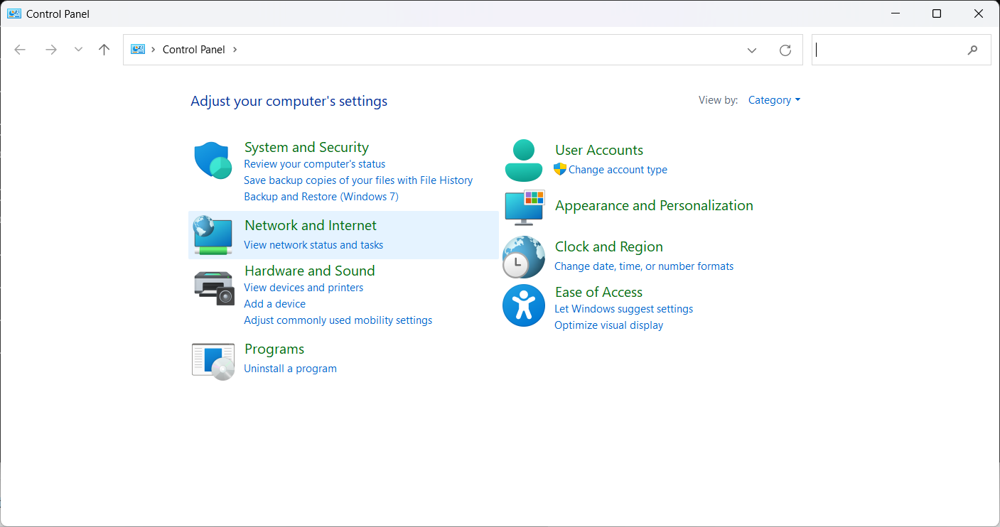 Control Panel
Control Panel
Adjust your computer's settings
View by: Category
System and Security
Review your computer's status
Save backup copies of your files with File History
Backup and Restore (Windows 7)
Network and Internet
View network status and tasks
Hardware and Sound
View devices and printers
Add a device
Adjust commonly used mobility settings
Programs
Uninstall a program
User Accounts
Change account type
Appearance and Personalization
Clock and Region
Change date, time, or number formats
Ease of Access
Let Windows suggest settings
Optimize visual display